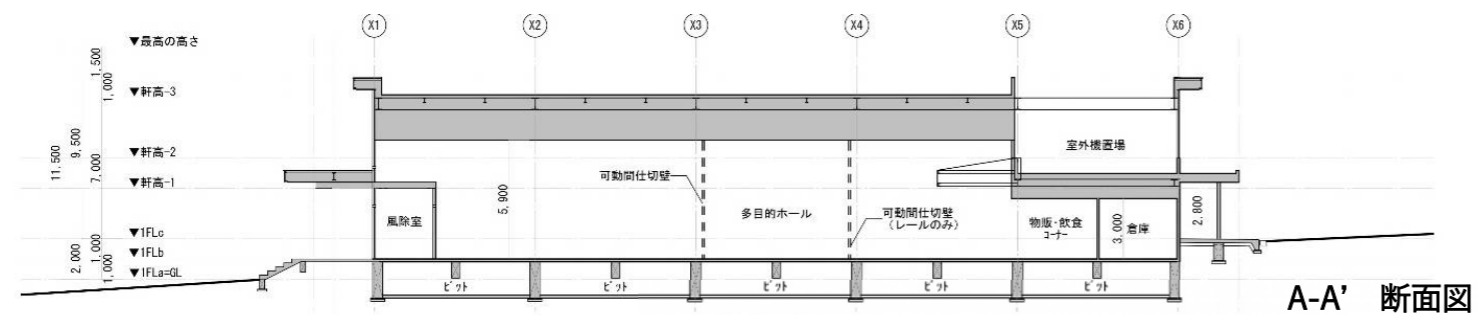 X1
X2
X3
X4
X5
X6
▼最高の高さ
1,500
1,000
▼軒高-3
9,500
11,500
▼軒高-2
7,000
▼軒高-1
▼1FLc
1,000
▼1FLb
2,000
1,000
▼1FLa=GL
室外機置場
可動間仕切壁
5,900
風除室
多目的ホール
可動間仕切壁
(レールのみ)
物販・飲食
コーナー
3,000
倉庫
2,800
ピット
ピット
ピット
ピット
ピット
A-A’ 断面図